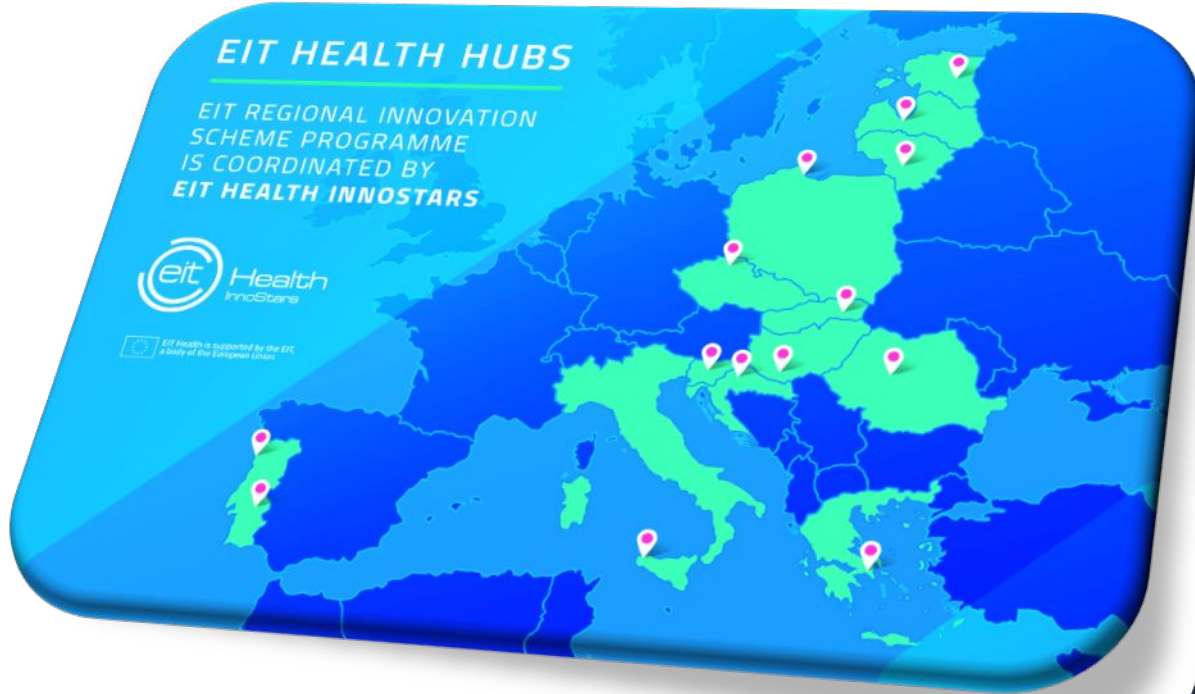 EIT HEALTH HUBS
EIT REGIONAL INNOVATION
SCHEME PROGRAMME
IS COORDINATED BY
EIT HEALTH INNOSTARS
eit Health
InnoStars
EIT Health is supported by the EIT,
a body of the European Union